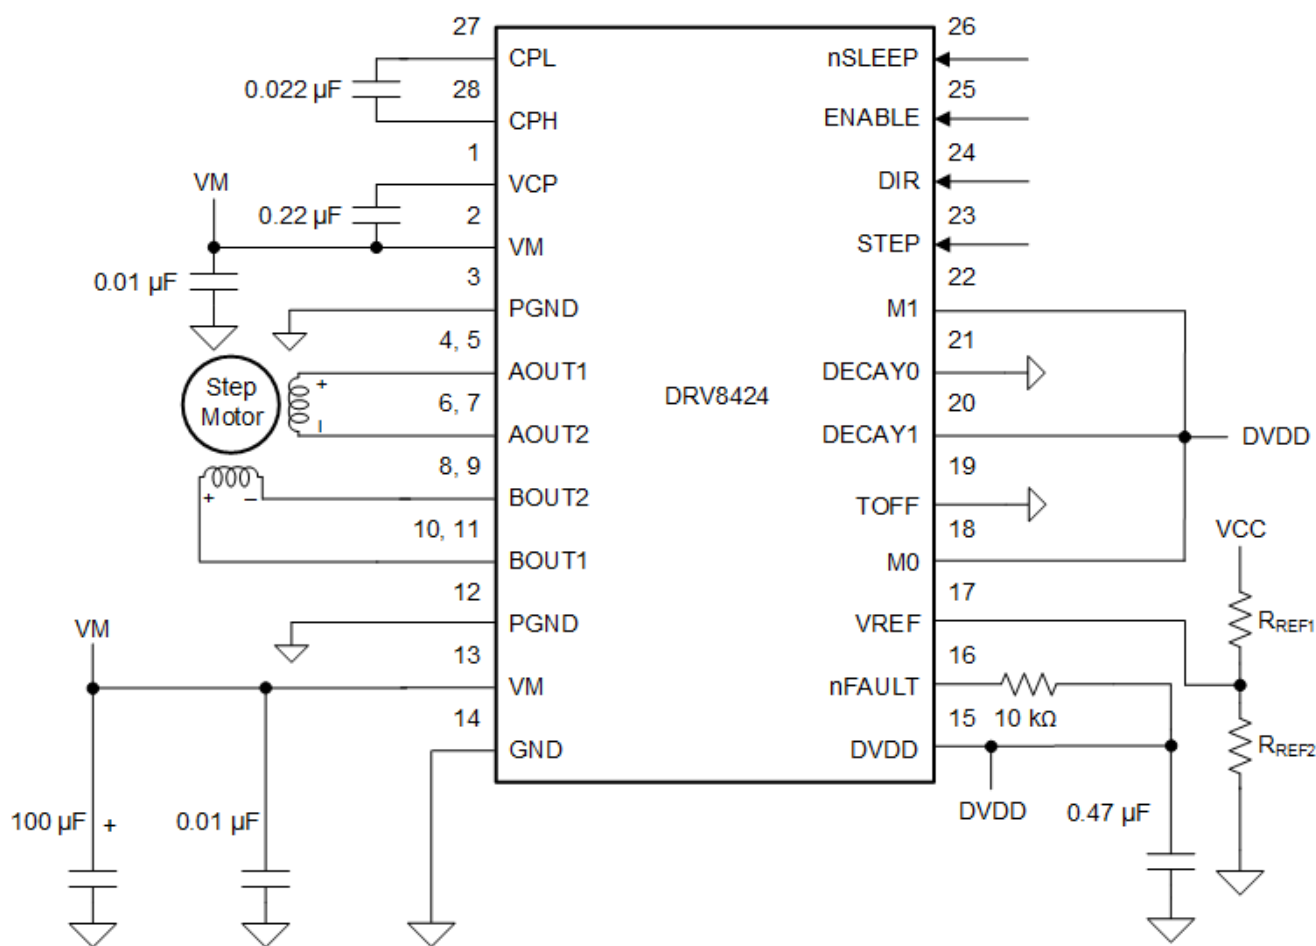 27
26
CPL
nSLEEP
0.022 µF
28
25
CPH
ENABLE
1
24
VM
VCP
DIR
0.22 µF
2
23
VM
STEP
0.01 µF
3
22
PGND
M1
4, 5
21
Step
Motor
+
–
AOUT1
DECAY0
6, 7
DRV8424
20
AOUT2
DECAY1
DVDD
8, 9
19
+
–
BOUT2
TOFF
10, 11
18
VCC
BOUT1
M0
12
17
RREF1
VM
PGND
VREF
13
16
VM
nFAULT
14
15
10 kΩ
GND
DVDD
RREF2
100 µF
+
0.01 µF
DVDD
0.47 µF